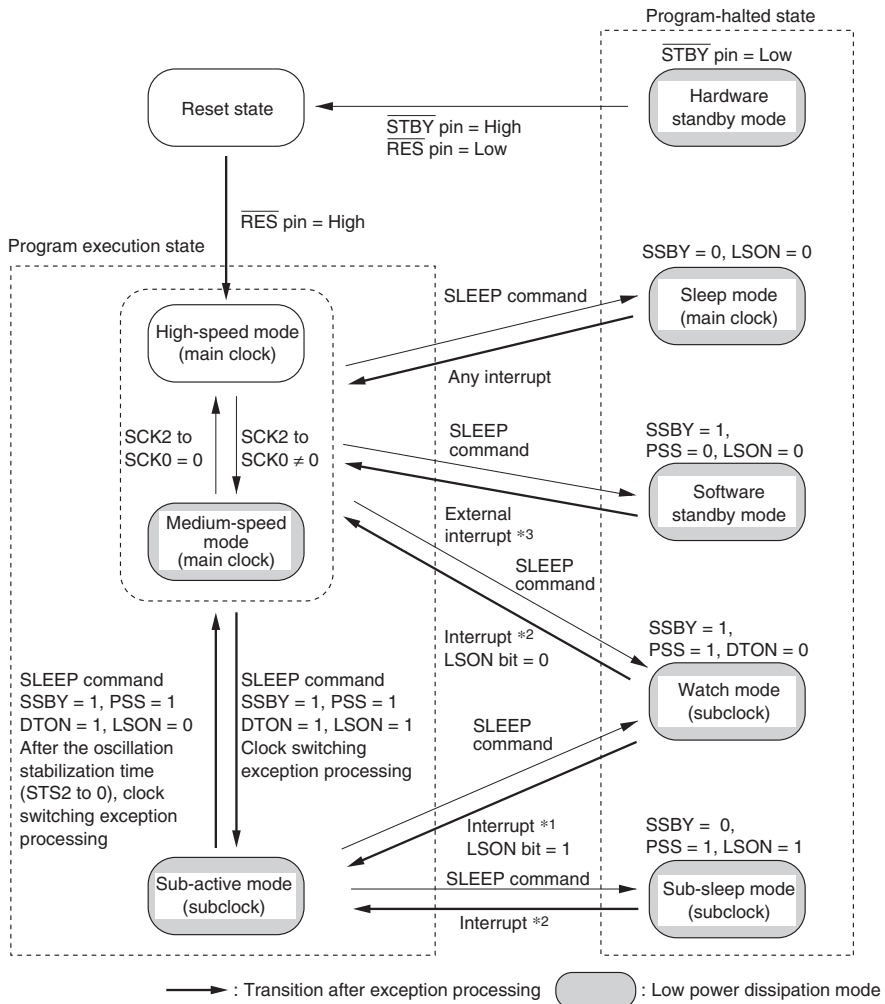 Program-halted state
STBY pin = Low
Hardware
standby mode
Reset state
STBY pin = High
RES pin = Low
RES pin = High
Program execution state
SSBY = 0, LSON = 0
Sleep mode
(main clock)
SLEEP command
Any interrupt
High-speed mode
(main clock)
SCK2 to
SCK0 = 0
SCK2 to
SCK0 ≠ 0
Medium-speed
mode
(main clock)
SLEEP
command
SSBY = 1,
PSS = 0, LSON = 0
Software
standby mode
External
interrupt *3
SLEEP
command
Interrupt *2
LSON bit = 0
SSBY = 1,
PSS = 1, DTON = 0
Watch mode
(subclock)
SLEEP command
SSBY = 1, PSS = 1
DTON = 1, LSON = 0
After the oscillation
stabilization time
(STS2 to 0), clock
switching exception
processing
SLEEP command
SSBY = 1, PSS = 1
DTON = 1, LSON = 1
Clock switching
exception processing
SLEEP
command
Interrupt *1
LSON bit = 1
SSBY = 0,
PSS = 1, LSON = 1
Sub-active mode
(subclock)
SLEEP command
Interrupt *2
Sub-sleep mode
(subclock)
: Transition after exception processing
: Low power dissipation mode